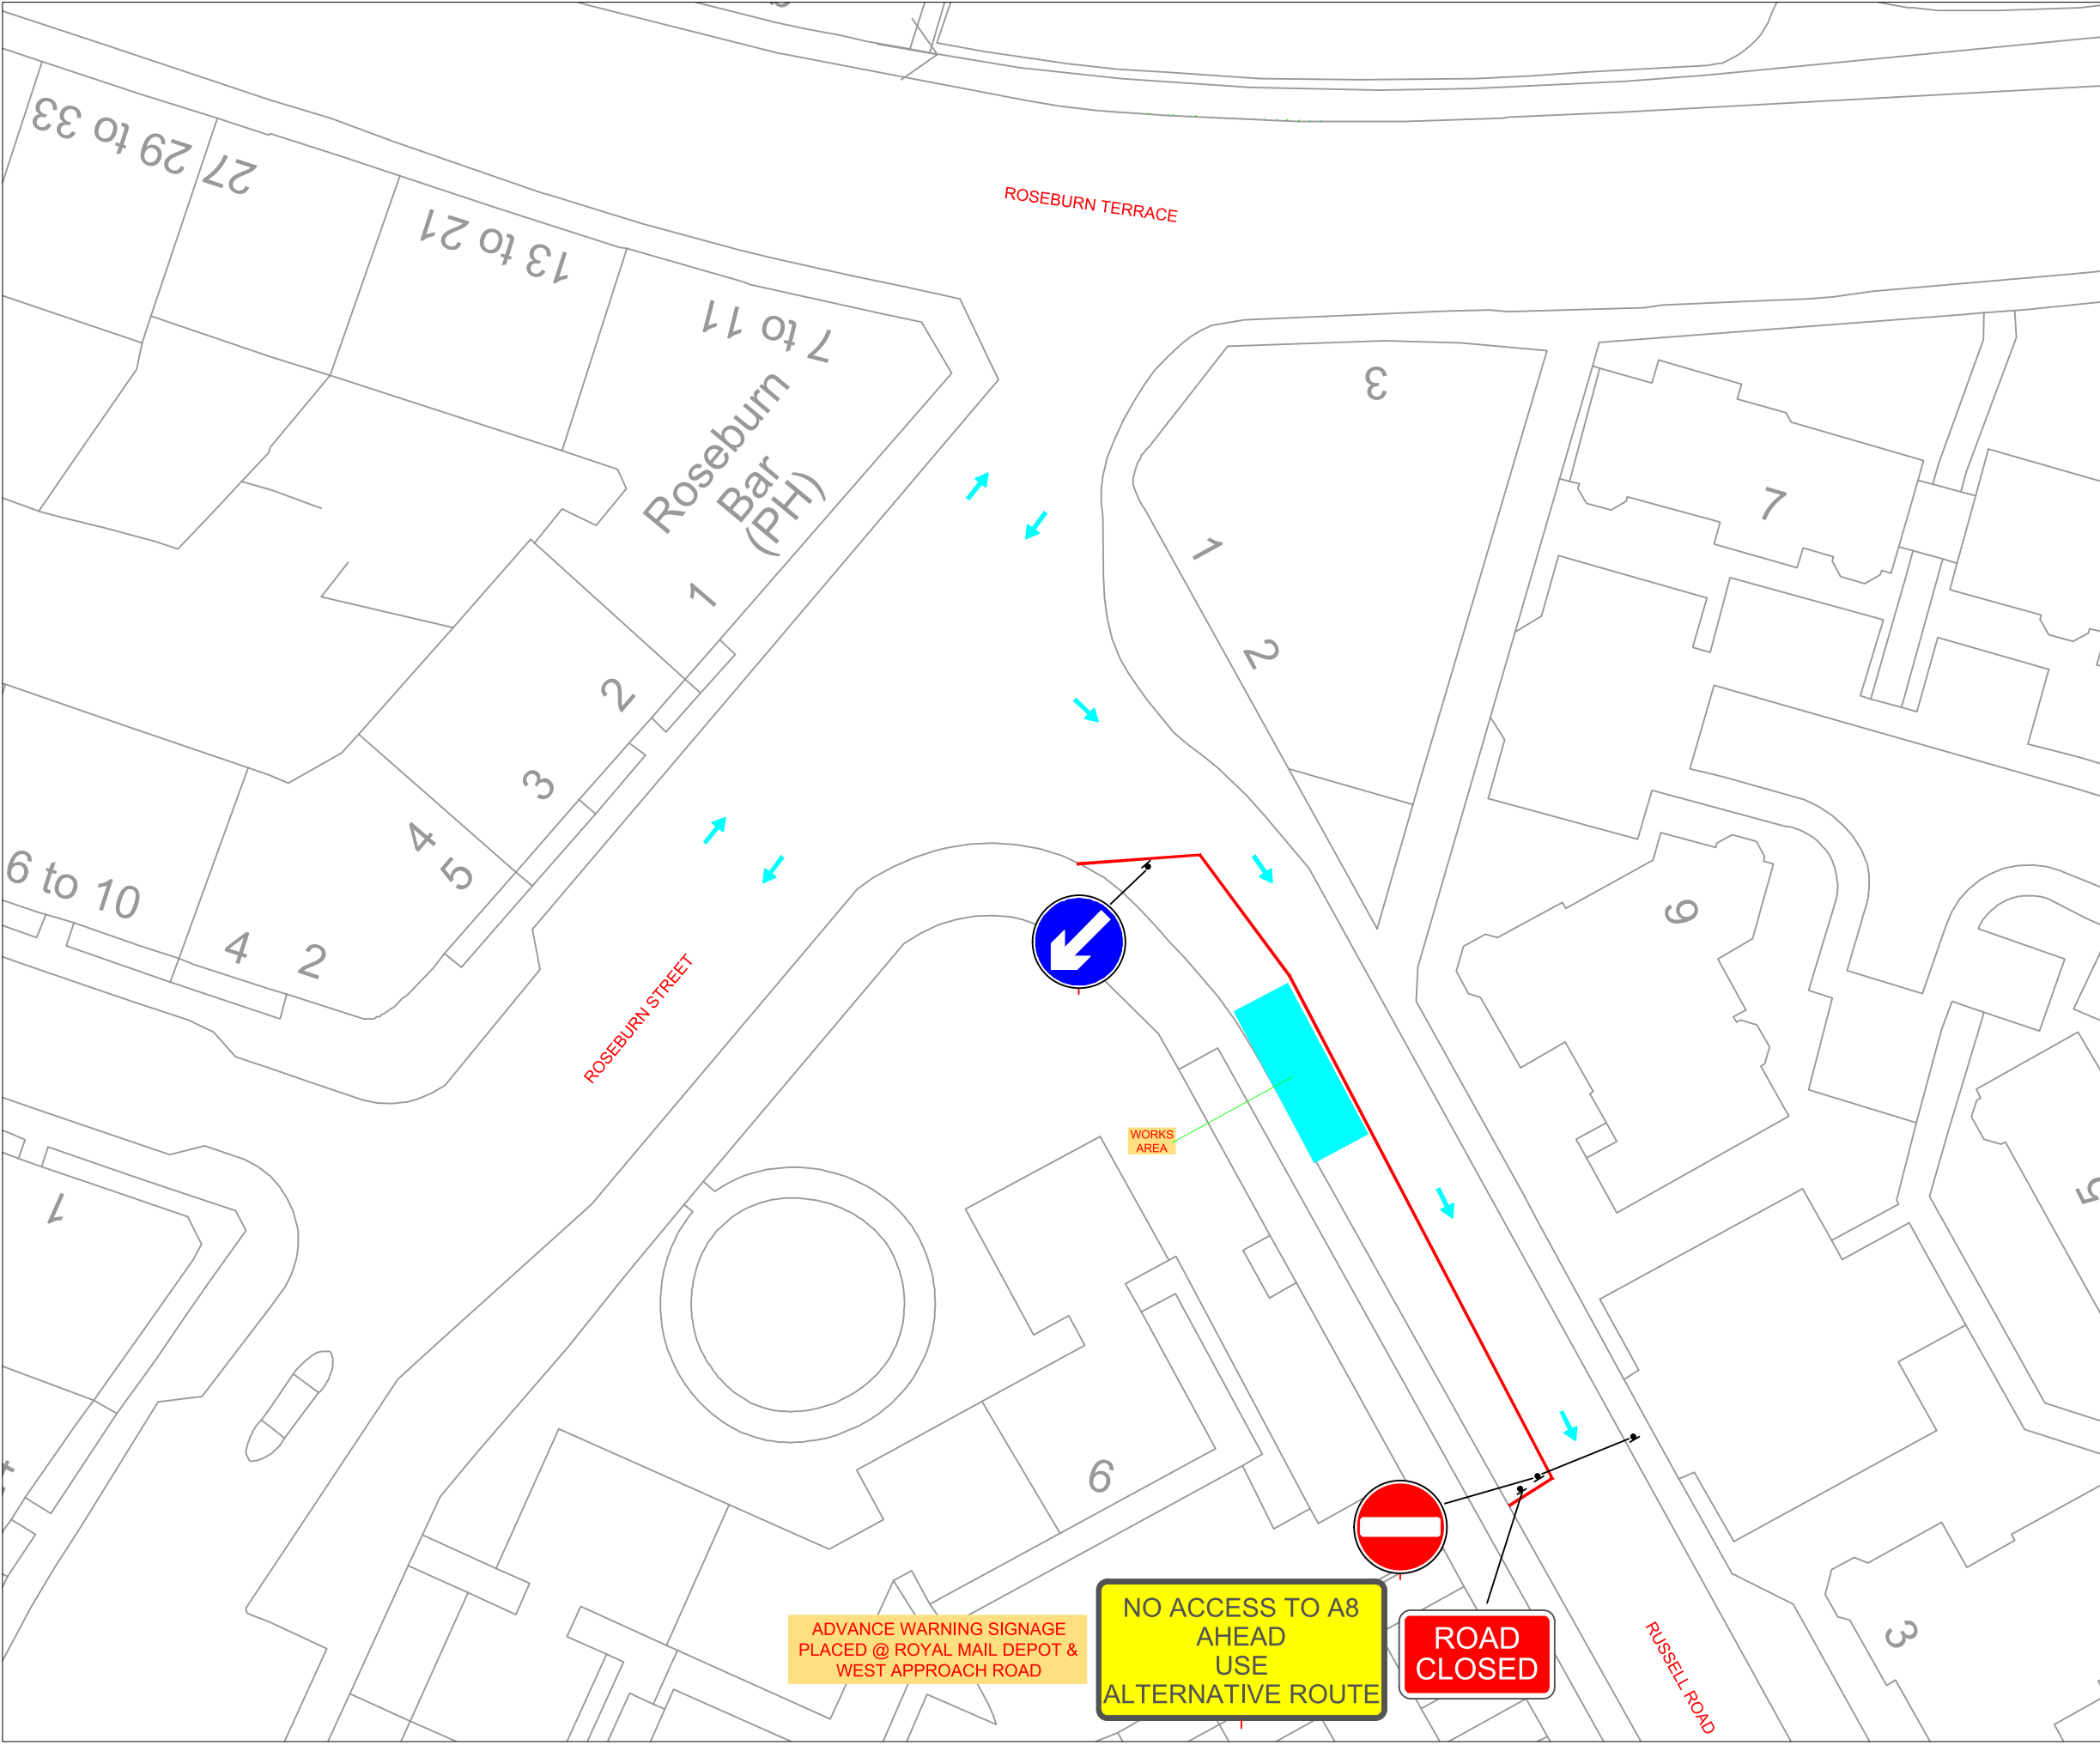 29 to 33
27
13 to 21
7 to 11
ROSEBURN TERRACE
Roseburn
Bar
(PH)
3
7
1
2
1
2
3
4
5
6 to 10
4
2
9
ROSEBURN STREET
WORKS
AREA
1
5
6
ADVANCE WARNING SIGNAGE
PLACED @ ROYAL MAIL DEPOT &
WEST APPROACH ROAD
NO ACCESS TO A8
AHEAD
USE
ALTERNATIVE ROUTE
ROAD
CLOSED
RUSSELL ROAD
3